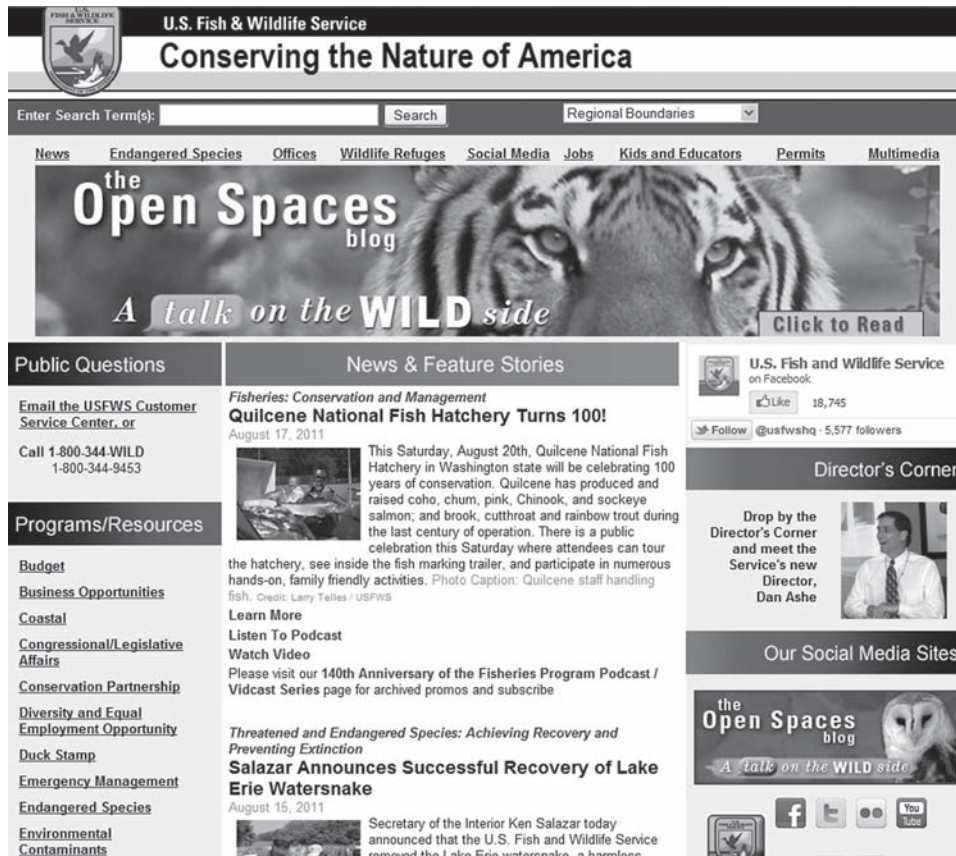 U.S.
FISH & WILDLIFE
SERVICE
U.S. Fish & Wildlife Service
Conserving the Nature of America
Enter Search Term(s): Search Regional Boundaries
News Endangered Species Offices Wildlife Refuges Social Media Jobs Kids and Educators Permits Multimedia
the
Open Spaces
blog
A talk on the WILD side
Click to Read
Public Questions
Email the USFWS Customer
Service Center, or
Call 1-800-344-WILD
1-800-344-9453
Programs/Resources
Budget
Business Opportunities
Coastal
Congressional/Legislative
Affairs
Conservation Partnership
Diversity and Equal
Employment Opportunity
Duck Stamp
Emergency Management
Endangered Species
Environmental
Contaminants
News & Feature Stories
Fisheries: Conservation and Management
Quilcene National Fish Hatchery Turns 100!
August 17, 2011
This Saturday, August 20th, Quilcene National Fish
Hatchery in Washington state will be celebrating 100
years of conservation. Quilcene has produced and
raised coho, chum, pink, Chinook, and sockeye
salmon; and brook, cutthroat and rainbow trout during
the last century of operation. There is a public
celebration this Saturday where attendees can tour
the hatchery, see inside the fish marking trailer, and participate in numerous
hands-on, family friendly activities. Photo Caption: Quilcene staff handling
fish. Credit: Larry Telles / USFWS
Learn More
Listen To Podcast
Watch Video
Please visit our 140th Anniversary of the Fisheries Program Podcast /
Vidcast Series page for archived promos and subscribe
Threatened and Endangered Species: Achieving Recovery and
Preventing Extinction
Salazar Announces Successful Recovery of Lake
Erie Watersnake
August 15, 2011
Secretary of the Interior Ken Salazar today
announced that the U.S. Fish and Wildlife Service
removed the Lake Erie watersnake, a harmless
U.S. Fish and Wildlife Service
on Facebook
Like 18,745
Follow @usfwshq · 5,577 followers
Director's Corner
Drop by the
Director's Corner
and meet the
Service's new
Director,
Dan Ashe
Our Social Media Sites
the
Open Spaces
blog
A talk on the WILD side
f t You
Tube